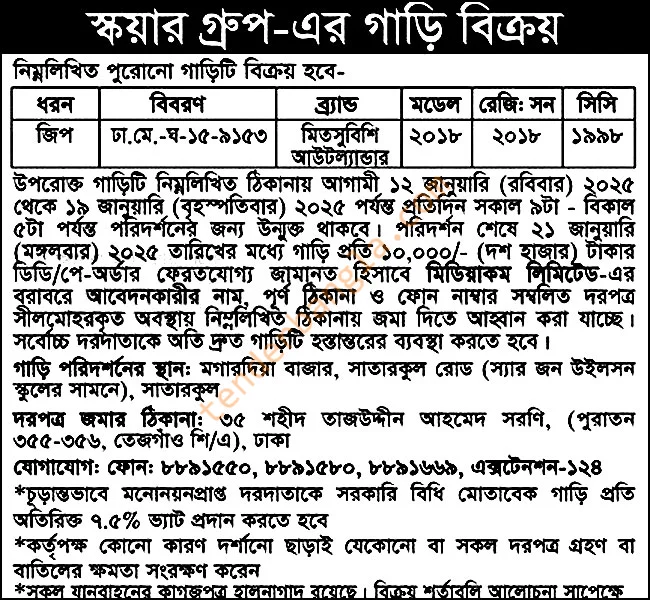 স্কয়ার গ্রুপ-এর গাড়ি বিক্রয়
নিম্নলিখিত পুরোনো গাড়িটি বিক্রয় হবে-
ধরন বিবরণ ব্র্যান্ড মডেল রেজি: সন সিসি
জিপ ঢা.মে.-ঘ-১৫-৯১৫৩ মিতসুবিশি আউটল্যান্ডার ২০১৮ ২০১৮ ১৯৯৮
উপরোক্ত গাড়িটি নিম্নলিখিত ঠিকানায় আগামী ১২ জানুয়ারি (রবিবার) ২০২৫
থেকে ১৯ জানুয়ারি (বৃহস্পতিবার) ২০২৫ পর্যন্ত প্রতিদিন সকাল ৯টা - বিকাল
৫টা পর্যন্ত পরিদর্শনের জন্য উন্মুক্ত থাকবে। পরিদর্শন শেষে ২১ জানুয়ারি
(মঙ্গলবার) ২০২৫ তারিখের মধ্যে গাড়ি প্রতি ১০,০০০/- (দশ হাজার) টাকার
ডিডি/পে-অর্ডার ফেরতযোগ্য জামানত হিসাবে মিডিয়াকম লিমিটেড-এর
বরাবরে আবেদনকারীর নাম, পূর্ণ ঠিকানা ও ফোন নাম্বার সম্বলিত দরপত্র
সীলমোহরকৃত অবস্থায় নিম্নলিখিত ঠিকানায় জমা দিতে আহ্বান করা যাচ্ছে।
সর্বোচ্চ দরদাতাকে অতি দ্রুত গাড়িটি হস্তান্তরের ব্যবস্থা করতে হবে।
গাড়ি পরিদর্শনের স্থান: মগারদিয়া বাজার, সাতারকুল রোড (স্যার জন উইলসন
স্কুলের সামনে), সাতারকুল
দরপত্র জমার ঠিকানা: ৩৫ শহীদ তাজউদ্দীন আহমেদ সরণি, (পুরাতন
৩৫৫-৩৫৬, তেজগাঁও শি/এ), ঢাকা
যোগাযোগ: ফোন: ৮৮৯১৫৫০, ৮৮৯১৫৮০, ৮৮৯১৬৬৯, এক্সটেনশন-১২৪
*চূড়ান্তভাবে মনোনয়নপ্রাপ্ত দরদাতাকে সরকারি বিধি মোতাবেক গাড়ি প্রতি
অতিরিক্ত ৭.৫% ভ্যাট প্রদান করতে হবে
*কর্তৃপক্ষ কোনো কারণ দর্শানো ছাড়াই যেকোনো বা সকল দরপত্র গ্রহণ বা
বাতিলের ক্ষমতা সংরক্ষণ করেন
*সকল যানবাহনের কাগজপত্র হালনাগাদ রয়েছে। বিক্রয় শর্তাবলি আলোচনা সাপেক্ষে